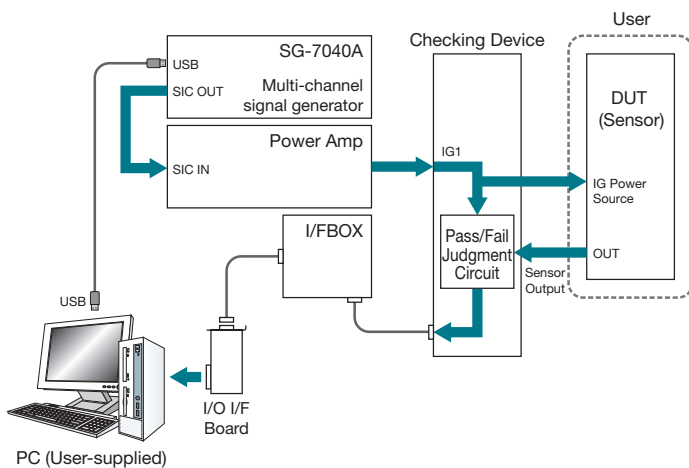 User
SG-7040A
USB
SIC OUT
Multi-channel
signal generator
Checking Device
DUT
(Sensor)
Power Amp
SIC IN
IG1
IG Power
Source
I/FBOX
Pass/Fail
Judgment
Circuit
OUT
Sensor
Output
USB
I/O I/F
Board
PC (User-supplied)